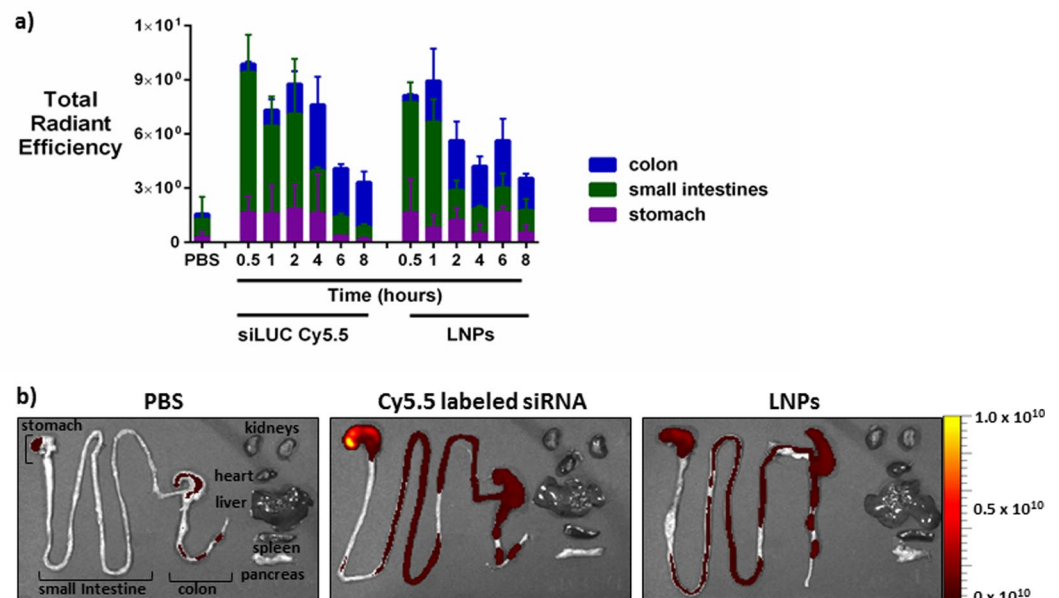 a)
1×10¹
9×10⁰
6×10⁰
3×10⁰
0
Total
Radiant
Efficiency
colon
small intestines
stomach
PBS 0.5 1 2 4 6 8 0.5 1 2 4 6 8
Time (hours)
siLUC Cy5.5 LNPs
b)
PBS Cy5.5 labeled siRNA LNPs
stomach
kidneys
heart
liver
spleen
pancreas
small Intestine colon
1.0 x 10¹⁰
0.5 x 10¹⁰
0 x 10¹⁰